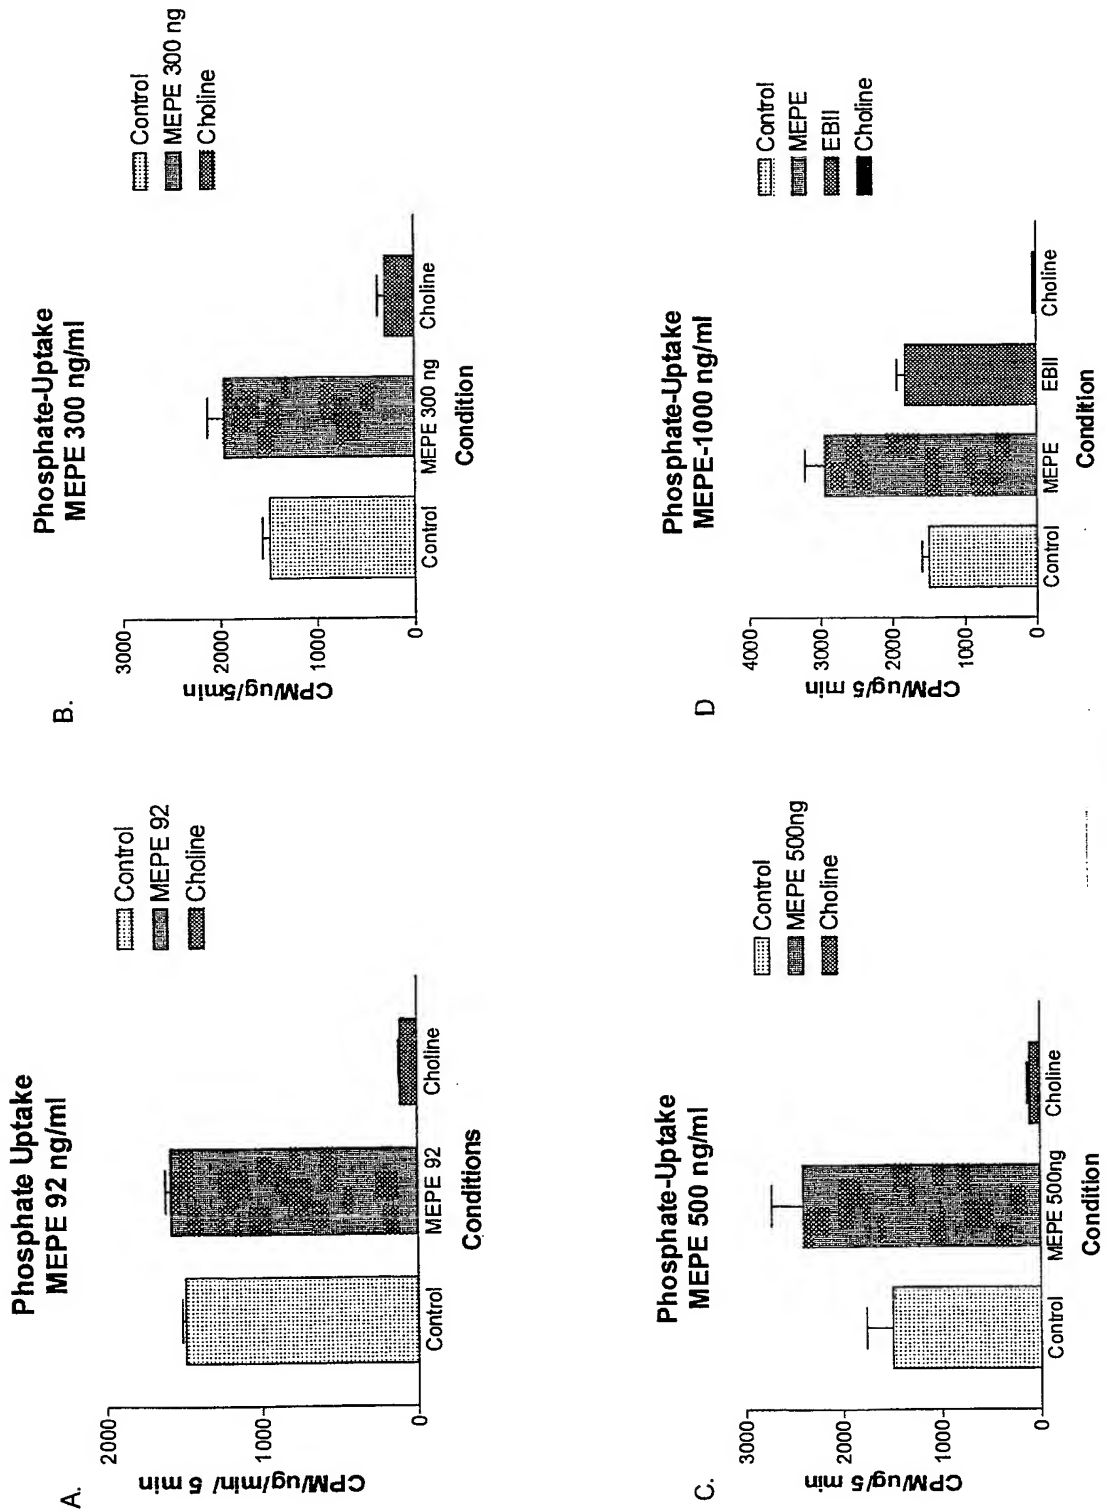 A.
Phosphate Uptake
MEPE 92 ng/ml
CPM/ug/min/ 5 min
2000
1000
0
Control
MEPE 92
Choline
Conditions
Control
MEPE 92
Choline
B.
Phosphate-Uptake
MEPE 300 ng/ml
CPM/ug/5min
3000
2000
1000
0
Control
MEPE 300 ng
Choline
Condition
Control
MEPE 300 ng
Choline
C.
Phosphate-Uptake
MEPE 500 ng/ml
CPM/ug/5 min
3000
2000
1000
0
Control
MEPE 500ng
Choline
Condition
Control
MEPE 500ng
Choline
D
Phosphate-Uptake
MEPE-1000 ng/ml
CPM/ug/5 min
4000
3000
2000
1000
0
Control
MEPE
EBII
Choline
Condition
Control
MEPE
EBII
Choline